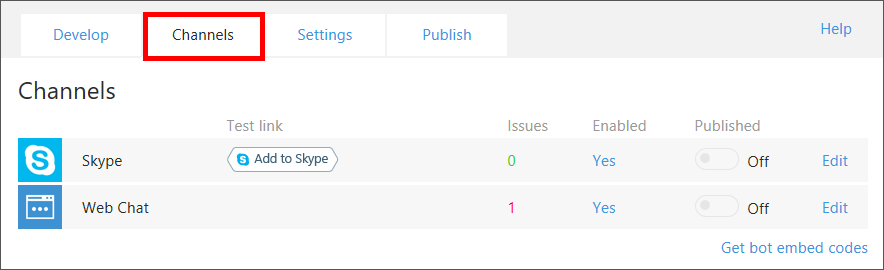 Develop Channels Settings Publish Help
Channels
Test link Issues Enabled Published
Skype Add to Skype 0 Yes Off Edit
Web Chat 1 Yes Off Edit
Get bot embed codes